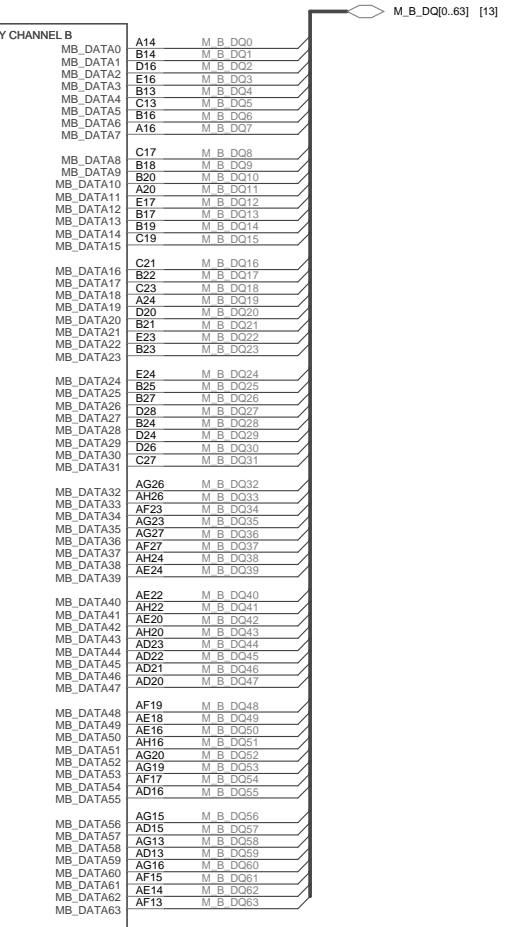 M_B_DQ[0..63] [13]
Y CHANNEL B
MB_DATA0 A14 M_B_DQ0
MB_DATA1 B14 M_B_DQ1
MB_DATA2 D16 M_B_DQ2
MB_DATA3 E16 M_B_DQ3
MB_DATA4 B13 M_B_DQ4
MB_DATA5 C13 M_B_DQ5
MB_DATA6 B16 M_B_DQ6
MB_DATA7 A16 M_B_DQ7
MB_DATA8 C17 M_B_DQ8
MB_DATA9 B18 M_B_DQ9
MB_DATA10 B20 M_B_DQ10
MB_DATA11 A20 M_B_DQ11
MB_DATA12 E17 M_B_DQ12
MB_DATA13 B17 M_B_DQ13
MB_DATA14 B19 M_B_DQ14
MB_DATA15 C19 M_B_DQ15
MB_DATA16 C21 M_B_DQ16
MB_DATA17 B22 M_B_DQ17
MB_DATA18 C23 M_B_DQ18
MB_DATA19 A24 M_B_DQ19
MB_DATA20 D20 M_B_DQ20
MB_DATA21 B21 M_B_DQ21
MB_DATA22 E23 M_B_DQ22
MB_DATA23 B23 M_B_DQ23
MB_DATA24 E24 M_B_DQ24
MB_DATA25 B25 M_B_DQ25
MB_DATA26 B27 M_B_DQ26
MB_DATA27 D28 M_B_DQ27
MB_DATA28 B24 M_B_DQ28
MB_DATA29 D24 M_B_DQ29
MB_DATA30 D26 M_B_DQ30
MB_DATA31 C27 M_B_DQ31
MB_DATA32 AG26 M_B_DQ32
MB_DATA33 AH26 M_B_DQ33
MB_DATA34 AF23 M_B_DQ34
MB_DATA35 AG23 M_B_DQ35
MB_DATA36 AG27 M_B_DQ36
MB_DATA37 AF27 M_B_DQ37
MB_DATA38 AH24 M_B_DQ38
MB_DATA39 AE24 M_B_DQ39
MB_DATA40 AE22 M_B_DQ40
MB_DATA41 AH22 M_B_DQ41
MB_DATA42 AE20 M_B_DQ42
MB_DATA43 AH20 M_B_DQ43
MB_DATA44 AD23 M_B_DQ44
MB_DATA45 AD22 M_B_DQ45
MB_DATA46 AD21 M_B_DQ46
MB_DATA47 AD20 M_B_DQ47
MB_DATA48 AF19 M_B_DQ48
MB_DATA49 AE18 M_B_DQ49
MB_DATA50 AE16 M_B_DQ50
MB_DATA51 AH16 M_B_DQ51
MB_DATA52 AG20 M_B_DQ52
MB_DATA53 AG19 M_B_DQ53
MB_DATA54 AF17 M_B_DQ54
MB_DATA55 AD16 M_B_DQ55
MB_DATA56 AG15 M_B_DQ56
MB_DATA57 AD15 M_B_DQ57
MB_DATA58 AG13 M_B_DQ58
MB_DATA59 AD13 M_B_DQ59
MB_DATA60 AG16 M_B_DQ60
MB_DATA61 AF15 M_B_DQ61
MB_DATA62 AE14 M_B_DQ62
MB_DATA63 AF13 M_B_DQ63